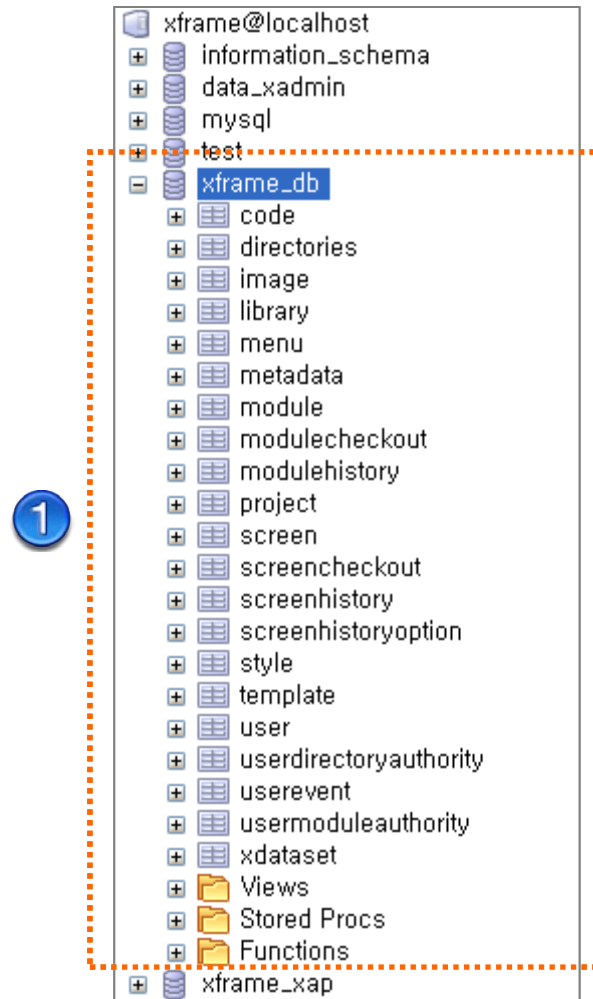 xframe@localhost
information_schema
data_xadmin
mysql
test
xframe_db
code
directories
image
library
menu
metadata
module
modulecheckout
modulehistory
project
1
screen
screencheckout
screenhistory
screenhistoryoption
style
template
user
userdirectoryauthority
userevent
usermoduleauthority
xdataset
Views
Stored Procs
Functions
xframe_xap